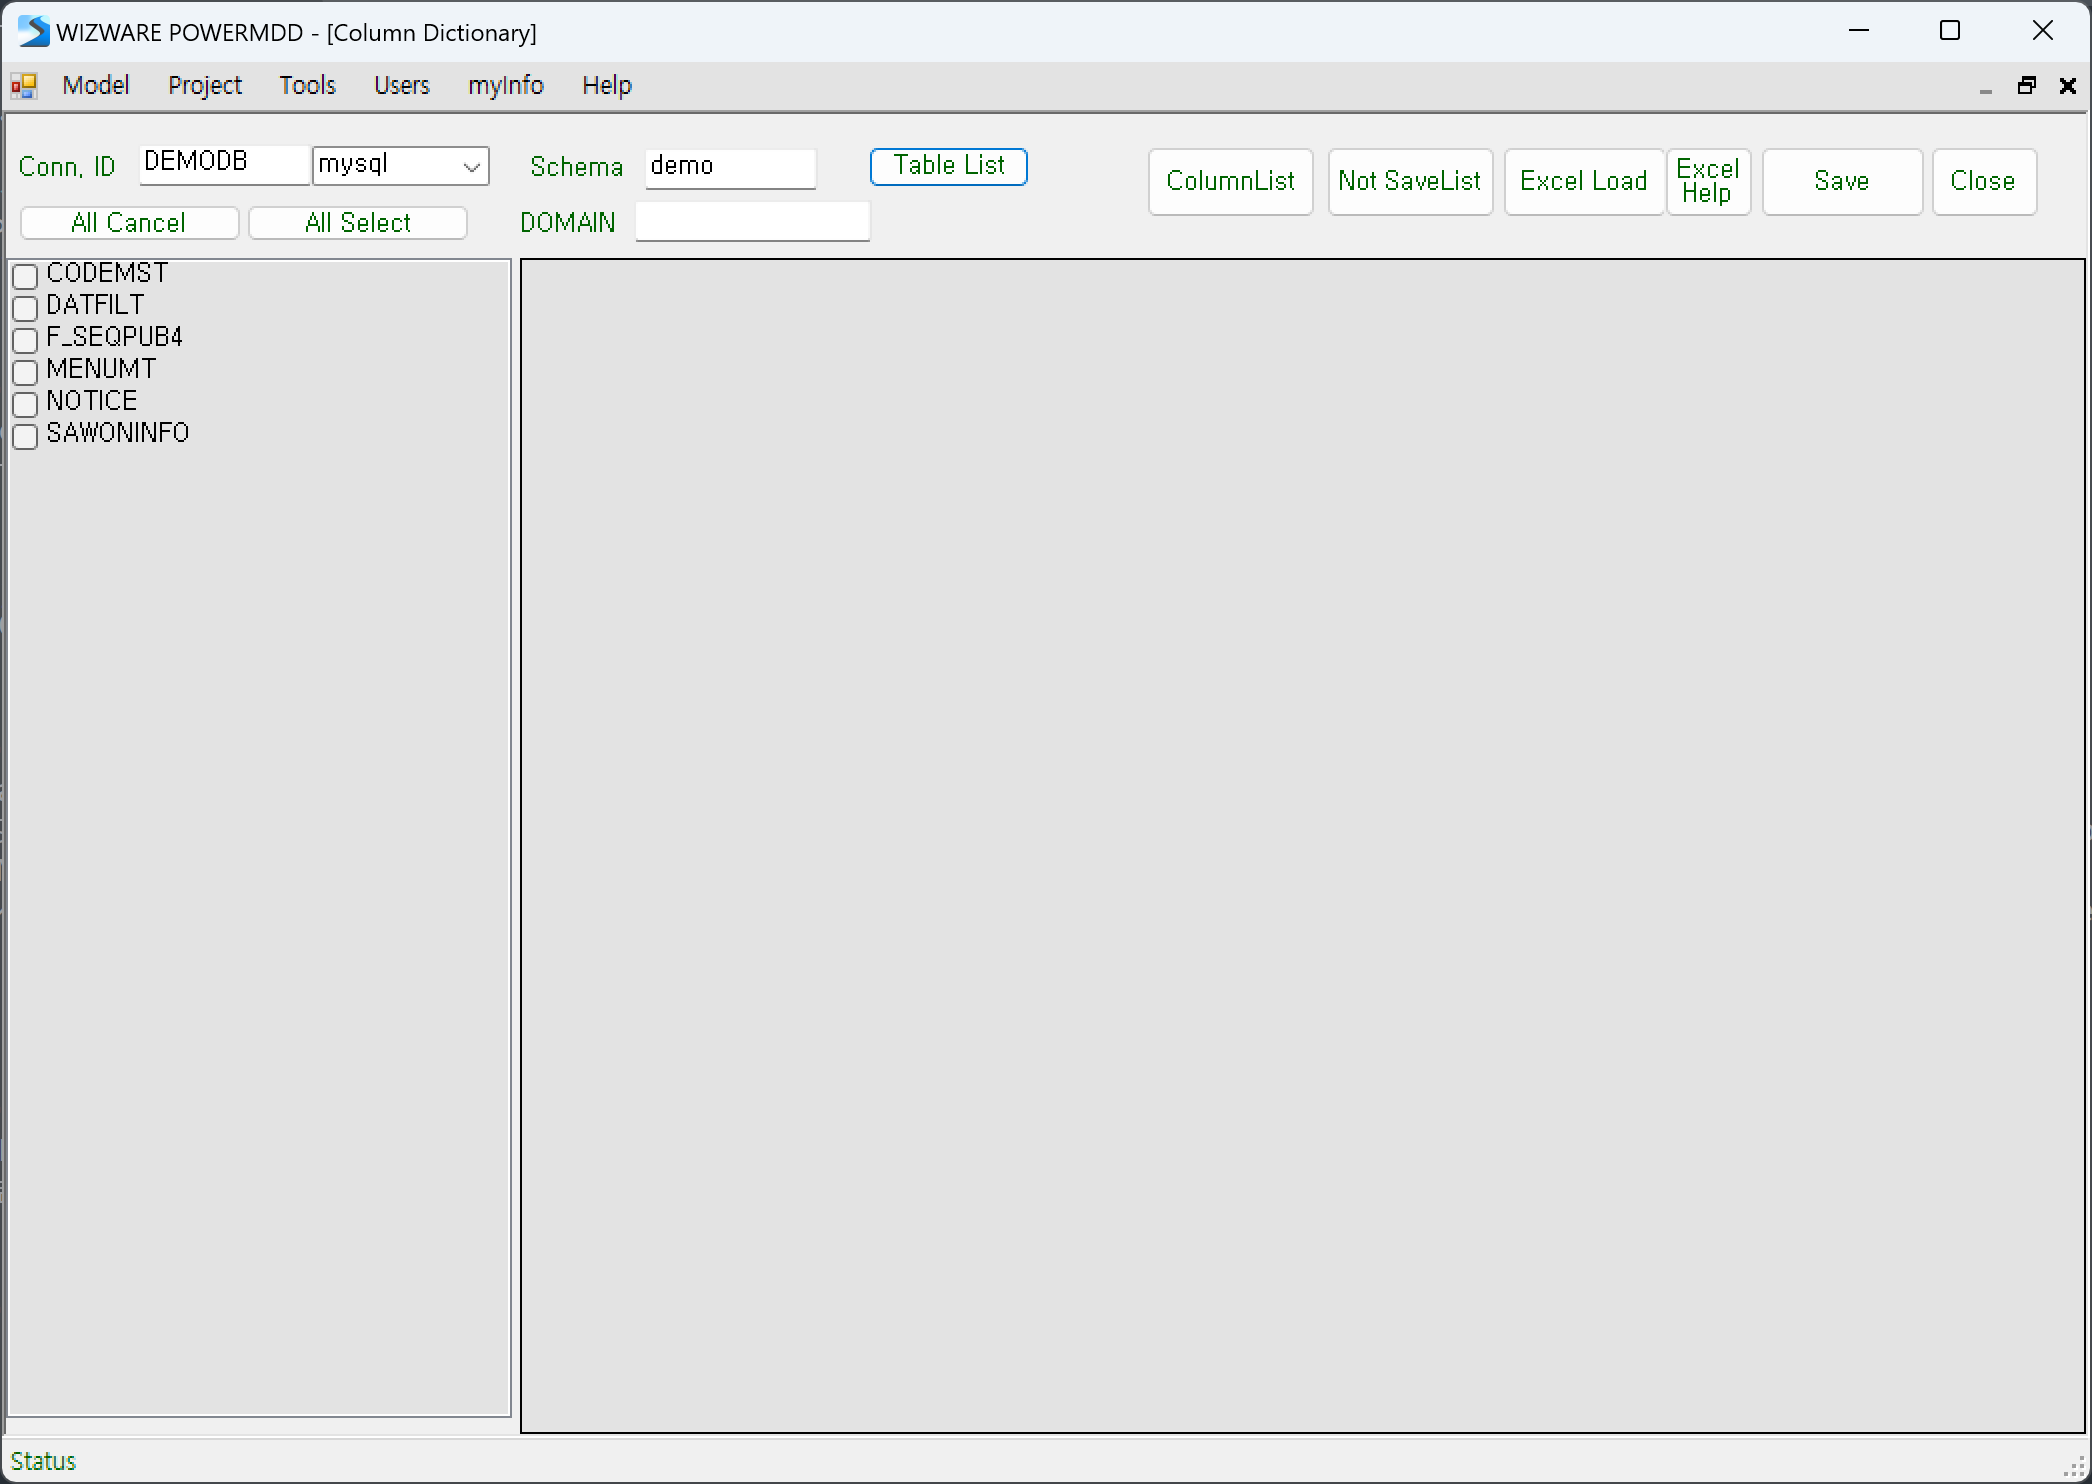 WIZWARE POWERMDD - [Column Dictionary]
Model Project Tools Users myInfo Help
Conn. ID DEMODB mysql Schema demo Table List ColumnList Not SaveList Excel Load Excel Help Save Close
All Cancel All Select DOMAIN
CODEMST
DATFILT
F_SEQPUB4
MENUMT
NOTICE
SAWONINFO
Status